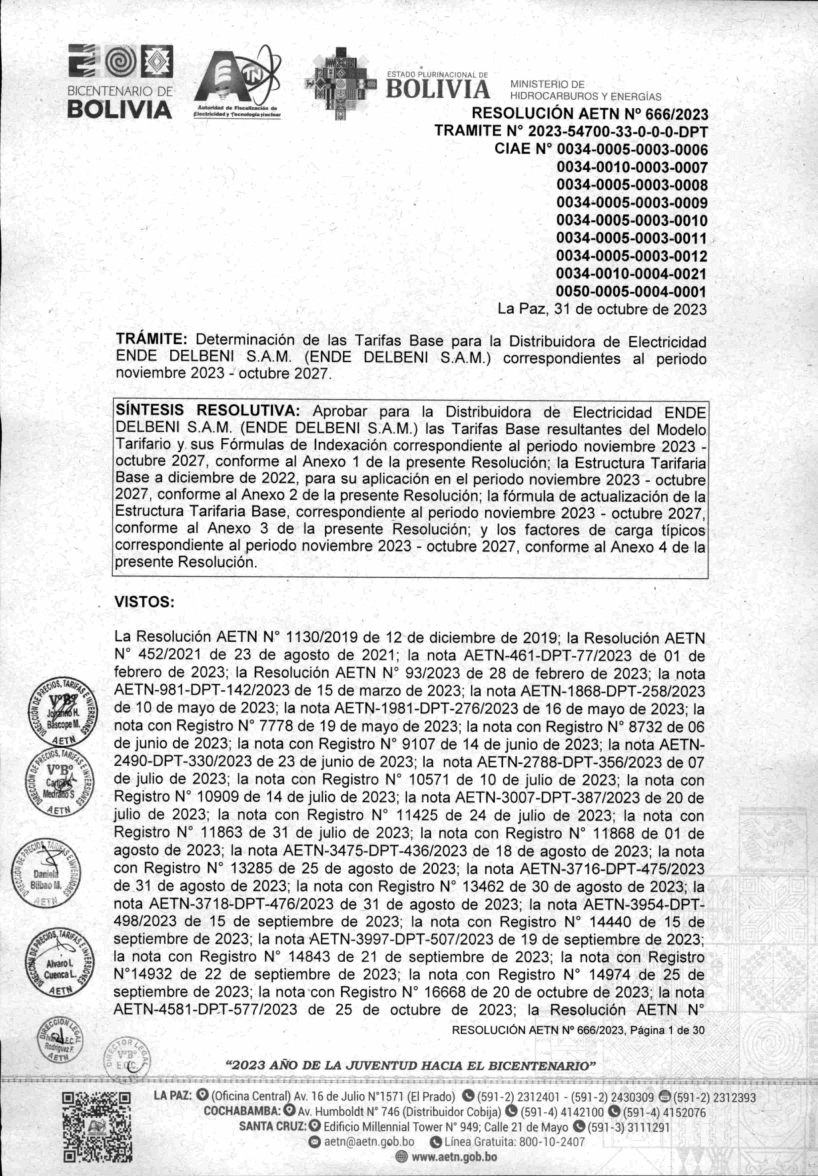 BICENTENARIO DE
BOLIVIA
Autoridad de Fiscalización de
Electricidad y Tecnología Nuclear
ESTADO PLURINACIONAL DE
BOLIVIA
MINISTERIO DE
HIDROCARBUROS Y ENERGÍAS
RESOLUCIÓN AETN Nº 666/2023
TRAMITE N° 2023-54700-33-0-0-0-DPT
CIAE N° 0034-0005-0003-0006
0034-0010-0003-0007
0034-0005-0003-0008
0034-0005-0003-0009
0034-0005-0003-0010
0034-0005-0003-0011
0034-0005-0003-0012
0034-0010-0004-0021
0050-0005-0004-0001
La Paz, 31 de octubre de 2023
TRÁMITE: Determinación de las Tarifas Base para la Distribuidora de Electricidad
ENDE DELBENI S.A.M. (ENDE DELBENI S.A.M.) correspondientes al periodo
noviembre 2023 - octubre 2027.
SÍNTESIS RESOLUTIVA: Aprobar para la Distribuidora de Electricidad ENDE
DELBENI S.A.M. (ENDE DELBENI S.A.M.) las Tarifas Base resultantes del Modelo
Tarifario y sus Fórmulas de Indexación correspondiente al periodo noviembre 2023 -
octubre 2027, conforme al Anexo 1 de la presente Resolución; la Estructura Tarifaria
Base a diciembre de 2022, para su aplicación en el periodo noviembre 2023 - octubre
2027, conforme al Anexo 2 de la presente Resolución; la fórmula de actualización de la
Estructura Tarifaria Base, correspondiente al periodo noviembre 2023 - octubre 2027,
conforme al Anexo 3 de la presente Resolución; y los factores de carga típicos
correspondiente al periodo noviembre 2023 - octubre 2027, conforme al Anexo 4 de la
presente Resolución.
VISTOS:
La Resolución AETN N° 1130/2019 de 12 de diciembre de 2019; la Resolución AETN
N° 452/2021 de 23 de agosto de 2021; la nota AETN-461-DPT-77/2023 de 01 de
febrero de 2023; la Resolución AETN N° 93/2023 de 28 de febrero de 2023; la nota
AETN-981-DPT-142/2023 de 15 de marzo de 2023; la nota AETN-1868-DPT-258/2023
de 10 de mayo de 2023; la nota AETN-1981-DPT-276/2023 de 16 de mayo de 2023; la
nota con Registro N° 7778 de 19 de mayo de 2023; la nota con Registro N° 8732 de 06
de junio de 2023; la nota con Registro N° 9107 de 14 de junio de 2023; la nota AETN-
2490-DPT-330/2023 de 23 de junio de 2023; la nota AETN-2788-DPT-356/2023 de 07
de julio de 2023; la nota con Registro N° 10571 de 10 de julio de 2023; la nota con
Registro N° 10909 de 14 de julio de 2023; la nota AETN-3007-DPT-387/2023 de 20 de
julio de 2023; la nota con Registro N° 11425 de 24 de julio de 2023; la nota con
Registro N° 11863 de 31 de julio de 2023; la nota con Registro N° 11868 de 01 de
agosto de 2023; la nota AETN-3475-DPT-436/2023 de 18 de agosto de 2023; la nota
con Registro N° 13285 de 25 de agosto de 2023; la nota AETN-3716-DPT-475/2023
de 31 de agosto de 2023; la nota con Registro N° 13462 de 30 de agosto de 2023; la
nota AETN-3718-DPT-476/2023 de 31 de agosto de 2023; la nota AETN-3954-DPT-
498/2023 de 15 de septiembre de 2023; la nota con Registro N° 14440 de 15 de
septiembre de 2023; la nota AETN-3997-DPT-507/2023 de 19 de septiembre de 2023;
la nota con Registro N° 14843 de 21 de septiembre de 2023; la nota con Registro
N°14932 de 22 de septiembre de 2023; la nota con Registro N° 14974 de 25 de
septiembre de 2023; la nota con Registro N° 16668 de 20 de octubre de 2023; la nota
AETN-4581-DPT-577/2023 de 25 de octubre de 2023; la Resolución AETN N°
RESOLUCIÓN AETN Nº 666/2023, Página 1 de 30
DIRECCIÓN DE PRECIOS, TARIFAS E INVERSIONES
V°B°
Bascope M.
AETN
DIRECCIÓN DE PRECIOS, TARIFAS E INVERSIONES
V°B°
AETN
Daniela
Bilbao M.
AETN
DIRECCIÓN DE PRECIOS, TARIFAS E INVERSIONES
Alvaro I.
Cuenca L.
AETN
DIRECCIÓN LEGAL
Rodriguez F.
AETN
DIRECTOR LEGAL
V°B°
"2023 AÑO DE LA JUVENTUD HACIA EL BICENTENARIO"
LA PAZ: (Oficina Central) Av. 16 de Julio N°1571 (El Prado) (591-2) 2312401 - (591-2) 2430309 (591-2) 2312393
COCHABAMBA: Av. Humboldt N° 746 (Distribuidor Cobija) (591-4) 4142100 (591-4) 4152076
SANTA CRUZ: Edificio Millennial Tower N° 949; Calle 21 de Mayo (591-3) 3111291
aetn@aetn.gob.bo Línea Gratuita: 800-10-2407
www.aetn.gob.bo